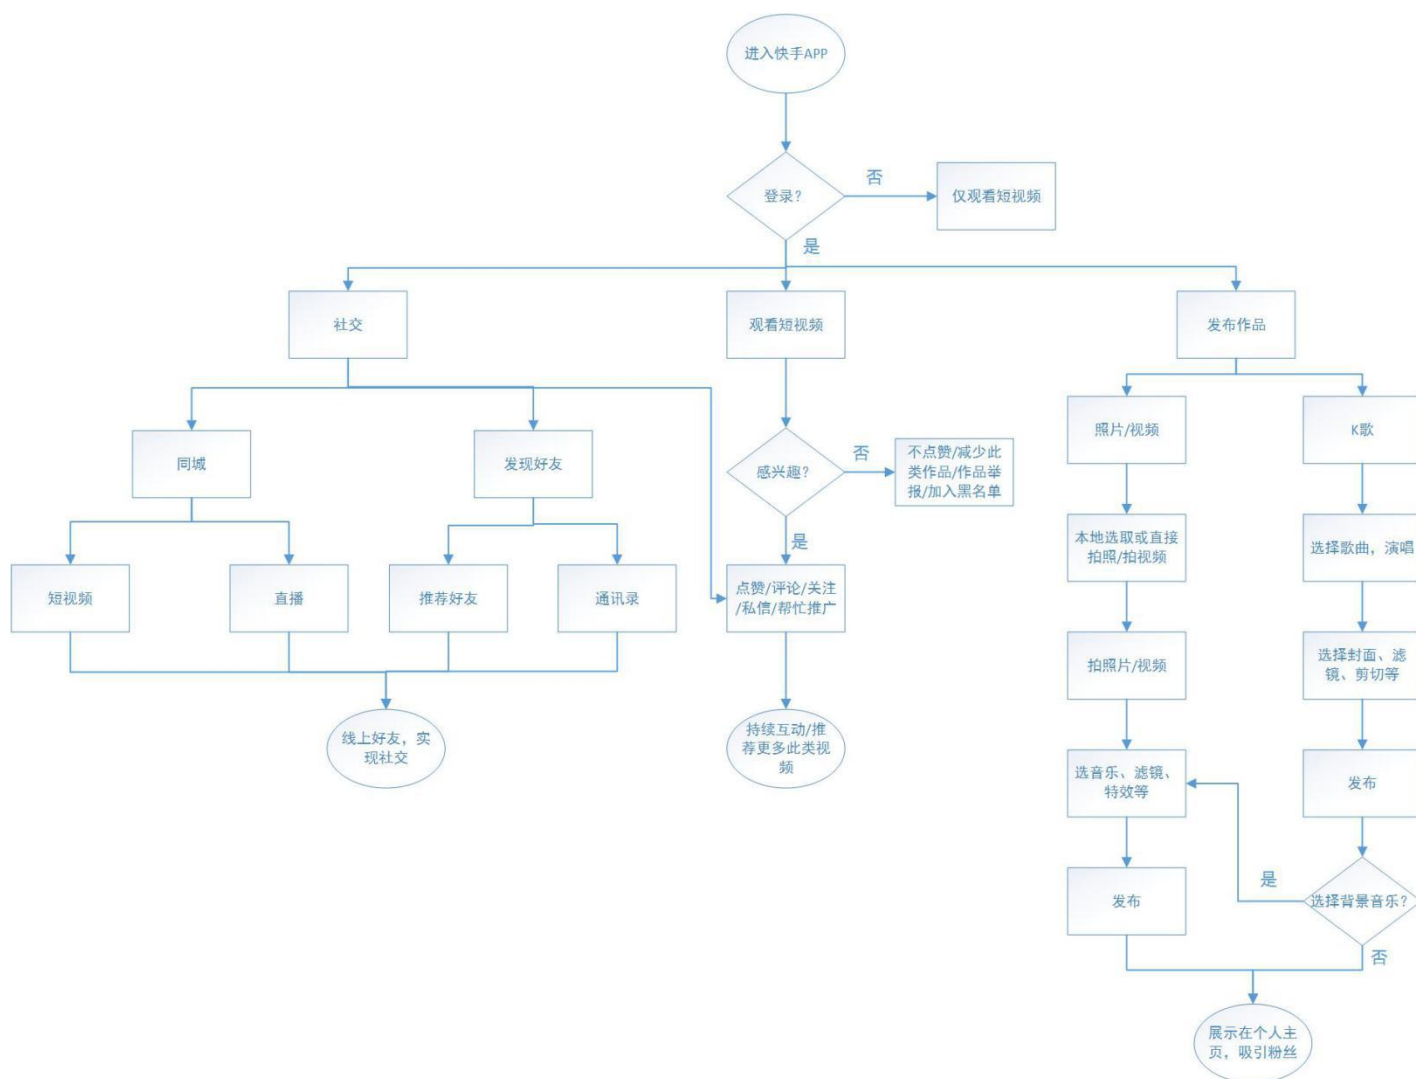 进入快手APP
登录？
否
仅观看短视频
是
社交
观看短视频
发布作品
同城
发现好友
感兴趣？
否
不点赞/减少此
类作品/作品举
报/加入黑名单
照片/视频
K歌
是
本地选取或直接
拍照/拍视频
选择歌曲，演唱
短视频
直播
推荐好友
通讯录
点赞/评论/关注
/私信/帮忙推广
拍照片/视频
选择封面、滤
镜、剪切等
线上好友，实
现社交
持续互动/推
荐更多此类视
频
选音乐、滤镜、
特效等
发布
发布
是
选择背景音乐？
否
展示在个人主
页，吸引粉丝